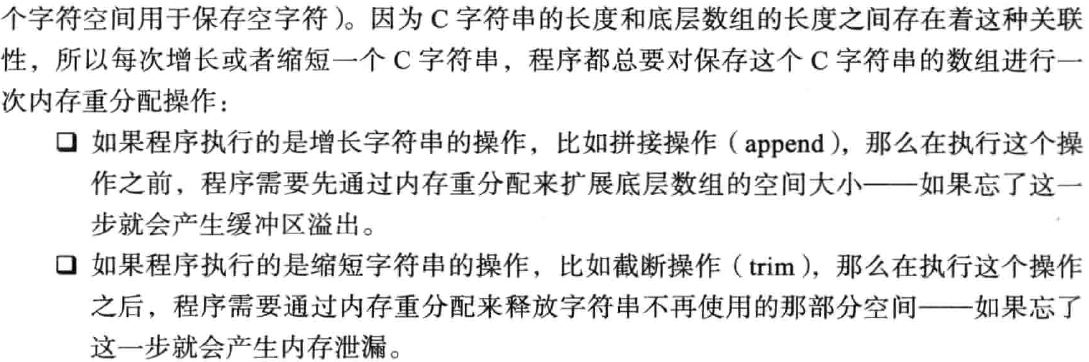 个字符空间用于保存空字符）。因为 C 字符串的长度和底层数组的长度之间存在着这种关联
性，所以每次增长或者缩短一个 C 字符串，程序都总要对保存这个 C 字符串的数组进行一
次内存重分配操作：
❑ 如果程序执行的是增长字符串的操作，比如拼接操作（append），那么在执行这个操
作之前，程序需要先通过内存重分配来扩展底层数组的空间大小——如果忘了这一
步就会产生缓冲区溢出。
❑ 如果程序执行的是缩短字符串的操作，比如截断操作（trim），那么在执行这个操作
之后，程序需要通过内存重分配来释放字符串不再使用的那部分空间——如果忘了
这一步就会产生内存泄漏。